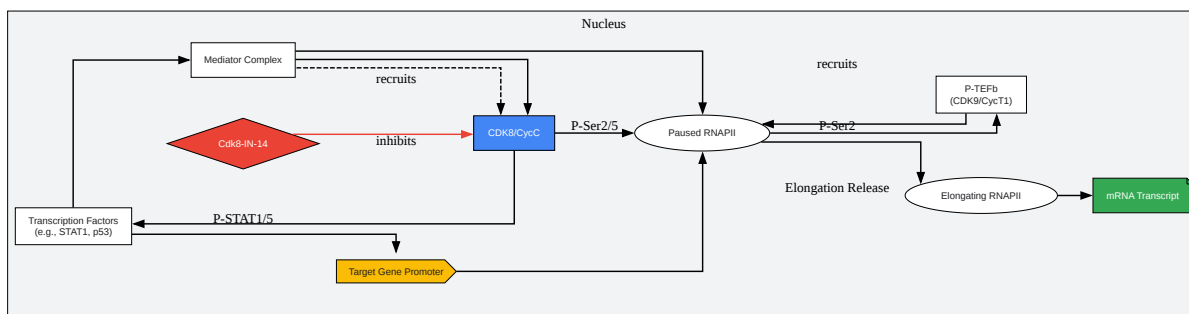 Nucleus
Mediator Complex
recruits
recruits
P-TEFb
(CDK9/CycT1)
Cdk8-IN-14
inhibits
CDK8/CycC
P-Ser2/5
Paused RNAPII
P-Ser2
Elongation Release
Elongating RNAPII
mRNA Transcript
Transcription Factors
(e.g., STAT1, p53)
P-STAT1/5
Target Gene Promoter